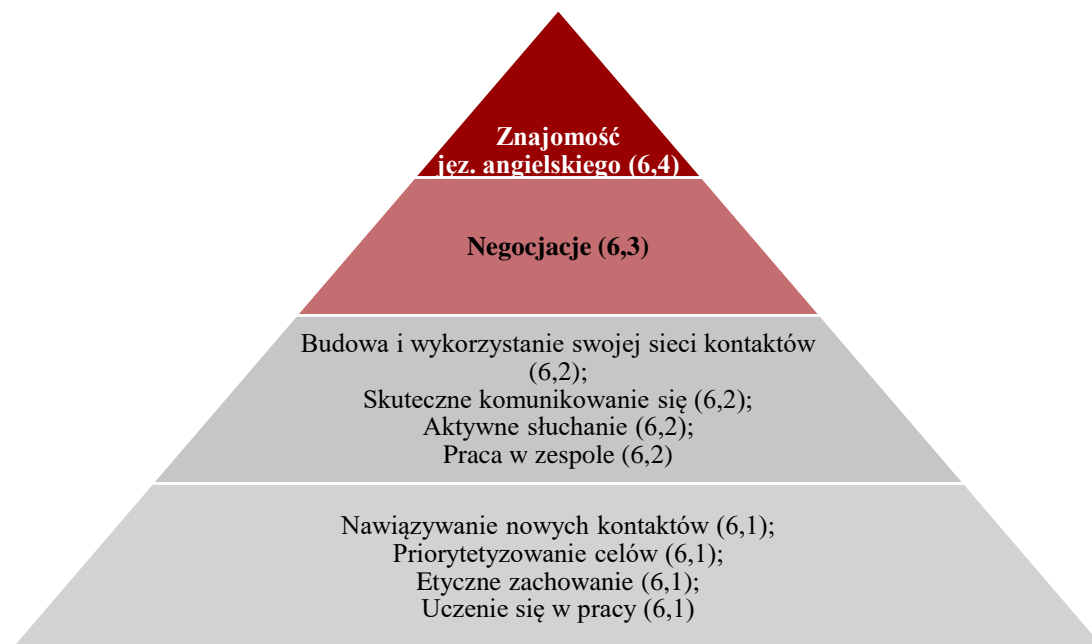 Znajomość
jęz. angielskiego (6,4)
Negocjacje (6,3)
Budowa i wykorzystanie swojej sieci kontaktów
(6,2);
Skuteczne komunikowanie się (6,2);
Aktywne słuchanie (6,2);
Praca w zespole (6,2)
Nawiązywanie nowych kontaktów (6,1);
Priorytetyzowanie celów (6,1);
Etyczne zachowanie (6,1);
Uczenie się w pracy (6,1)